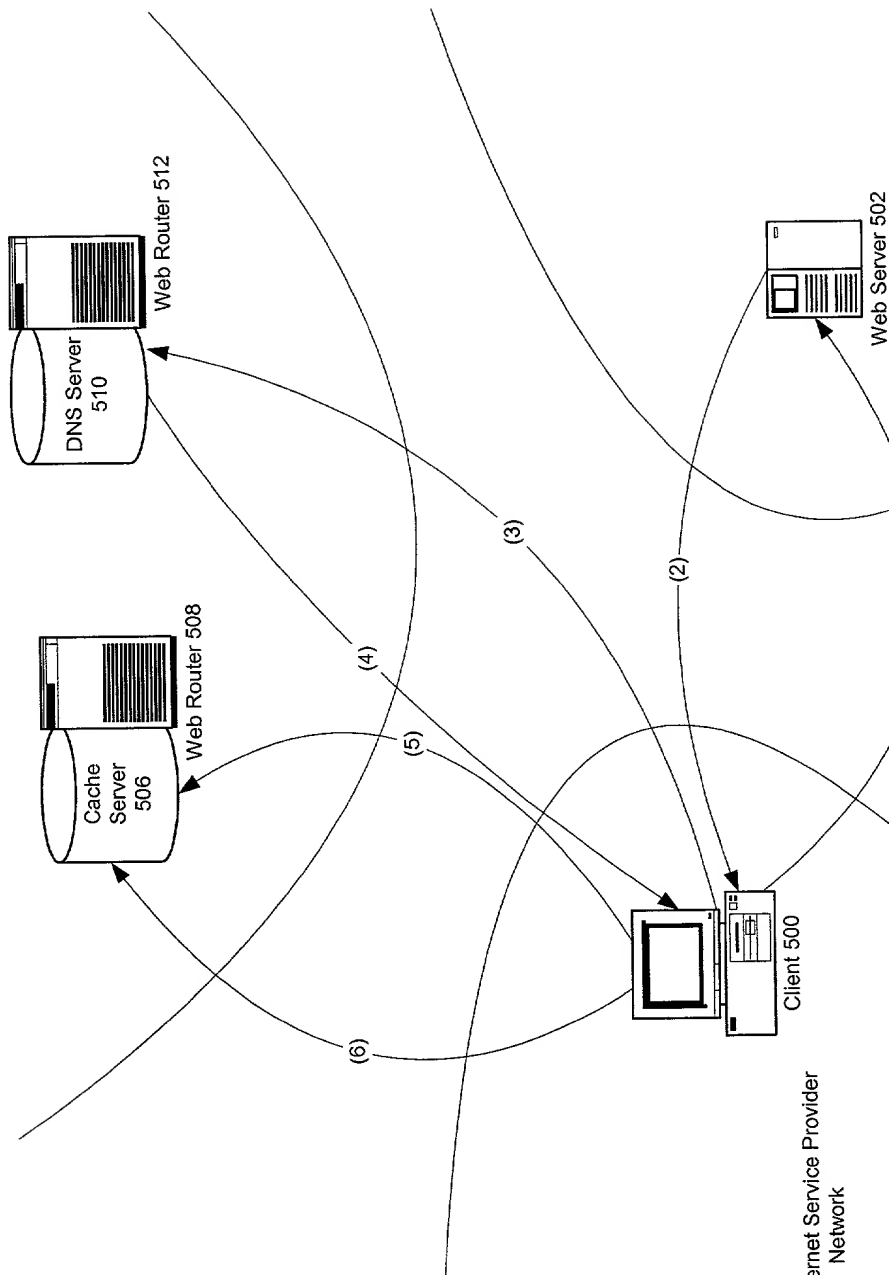 DNS Server
510
Web Router 512
Cache
Server
506
Web Router 508
(3)
(4)
(5)
(2)
(6)
Web Server 502
Client 500
ernet Service Provider
Network